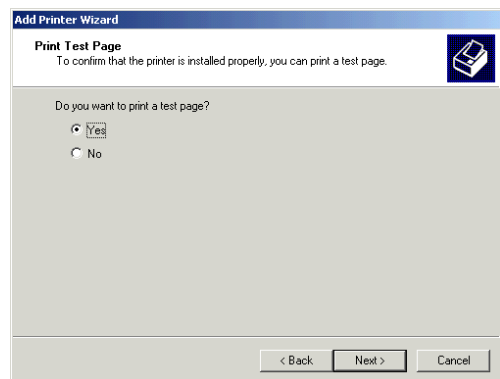 Add Printer Wizard
Print Test Page
To confirm that the printer is installed properly, you can print a test page.
Do you want to print a test page?
Yes
No
< Back
Next >
Cancel